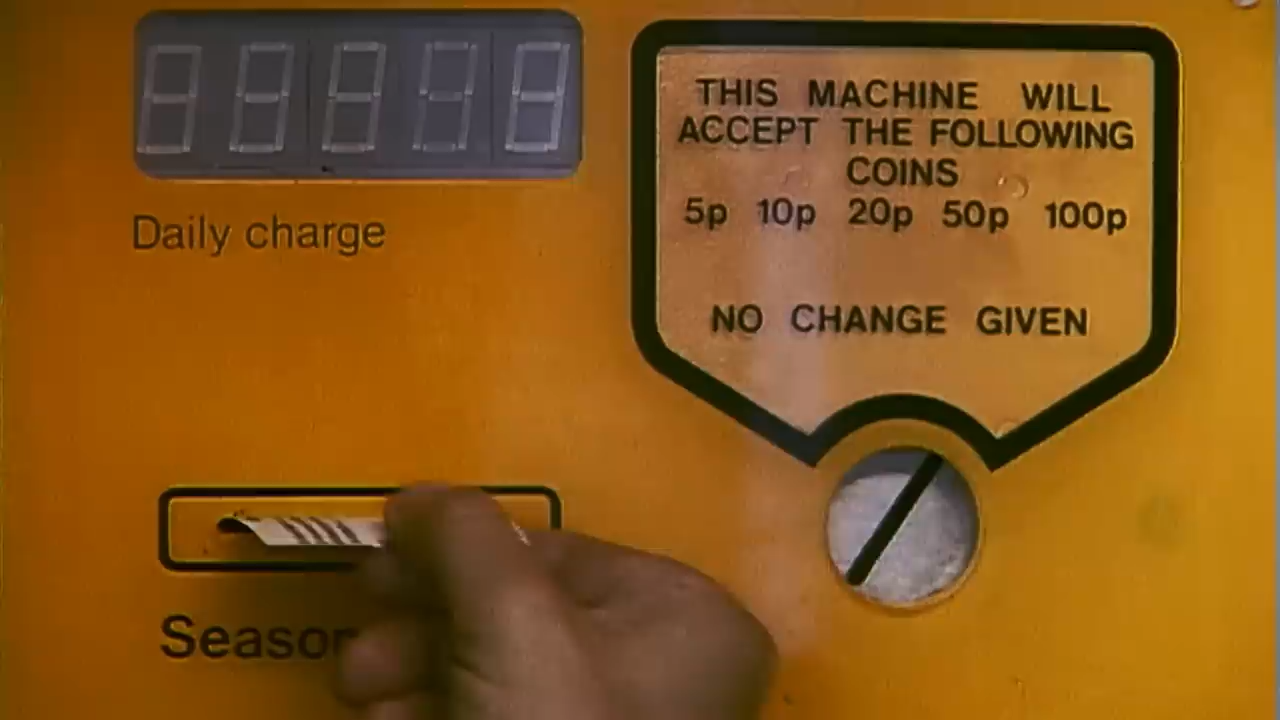 Daily charge
THIS MACHINE WILL
ACCEPT THE FOLLOWING
COINS
5p 10p 20p 50p 100p
NO CHANGE GIVEN